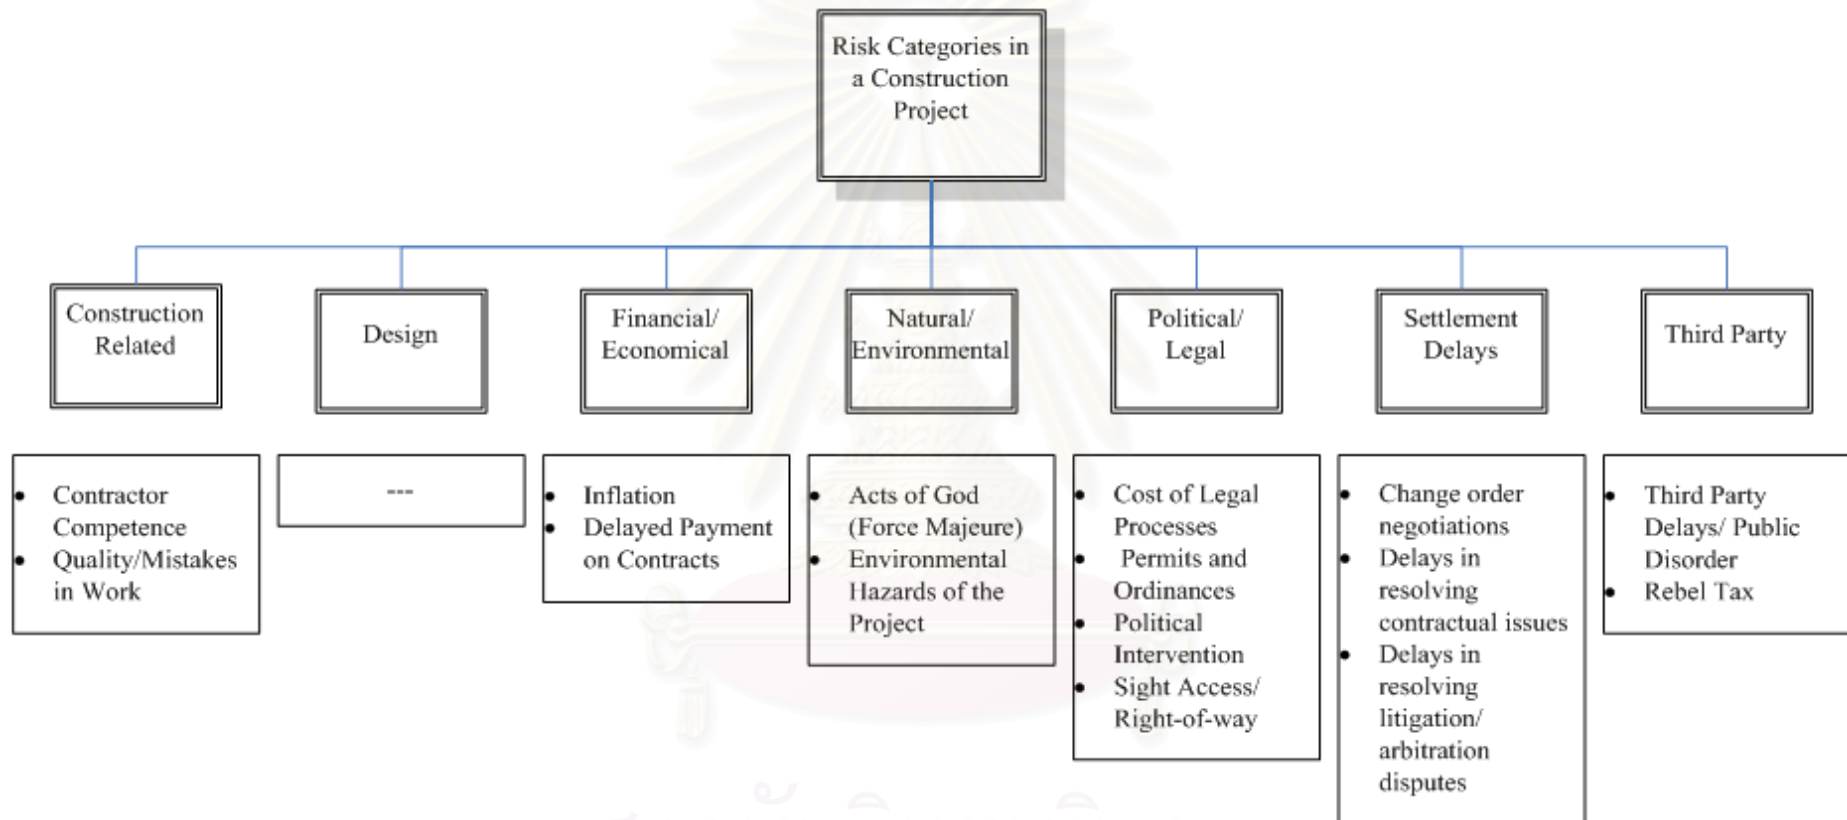 Risk Categories in
a Construction
Project
Construction
Related
Design
Financial/
Economical
Natural/
Environmental
Political/
Legal
Settlement
Delays
Third Party
• Contractor
Competence
• Quality/Mistakes
in Work
---
• Inflation
• Delayed Payment
on Contracts
• Acts of God
(Force Majeure)
• Environmental
Hazards of the
Project
• Cost of Legal
Processes
• Permits and
Ordinances
• Political
Intervention
• Sight Access/
Right-of-way
• Change order
negotiations
• Delays in
resolving
contractual issues
• Delays in
resolving
litigation/
arbitration
disputes
• Third Party
Delays/ Public
Disorder
• Rebel Tax